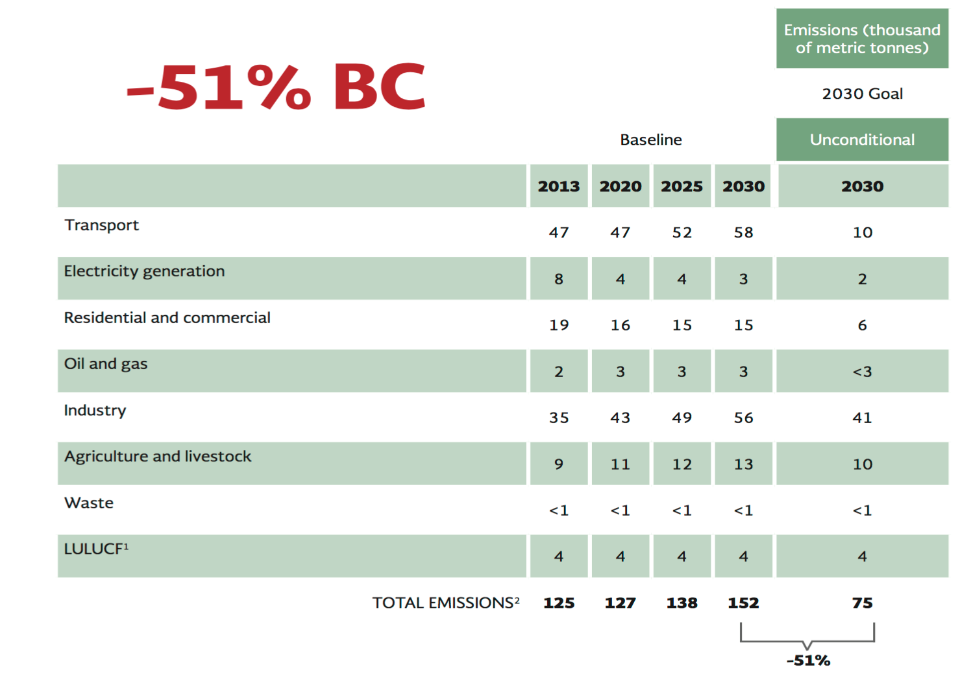 Emissions (thousand
of metric tonnes)
–51% BC
2030 Goal
Baseline Unconditional
2013 2020 2025 2030 2030
Transport 47 47 52 58 10
Electricity generation 8 4 4 3 2
Residential and commercial 19 16 15 15 6
Oil and gas 2 3 3 3 <3
Industry 35 43 49 56 41
Agriculture and livestock 9 11 12 13 10
Waste <1 <1 <1 <1 <1
LULUCF¹ 4 4 4 4 4
TOTAL EMISSIONS² 125 127 138 152 75
–51%